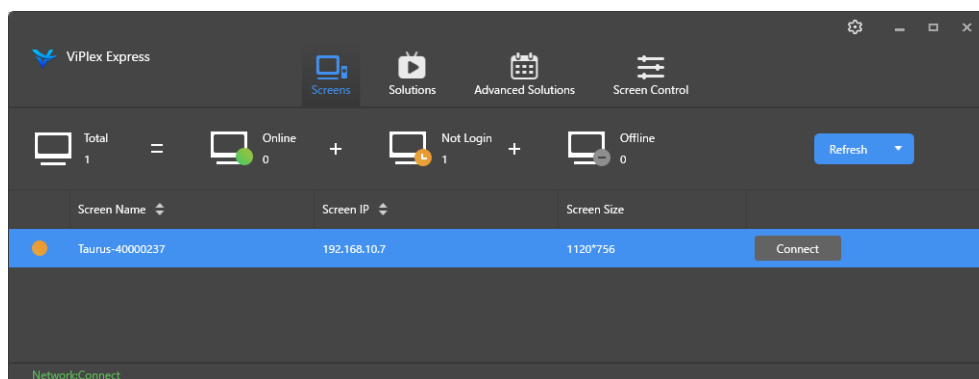 ViPlex Express
Screens
Solutions
Advanced Solutions
Screen Control
Total
1
=
Online
0
+
Not Login
1
+
Offline
0
Refresh
Screen Name
Screen IP
Screen Size
Taurus-40000237
192.168.10.7
1120*756
Connect
Network:Connect